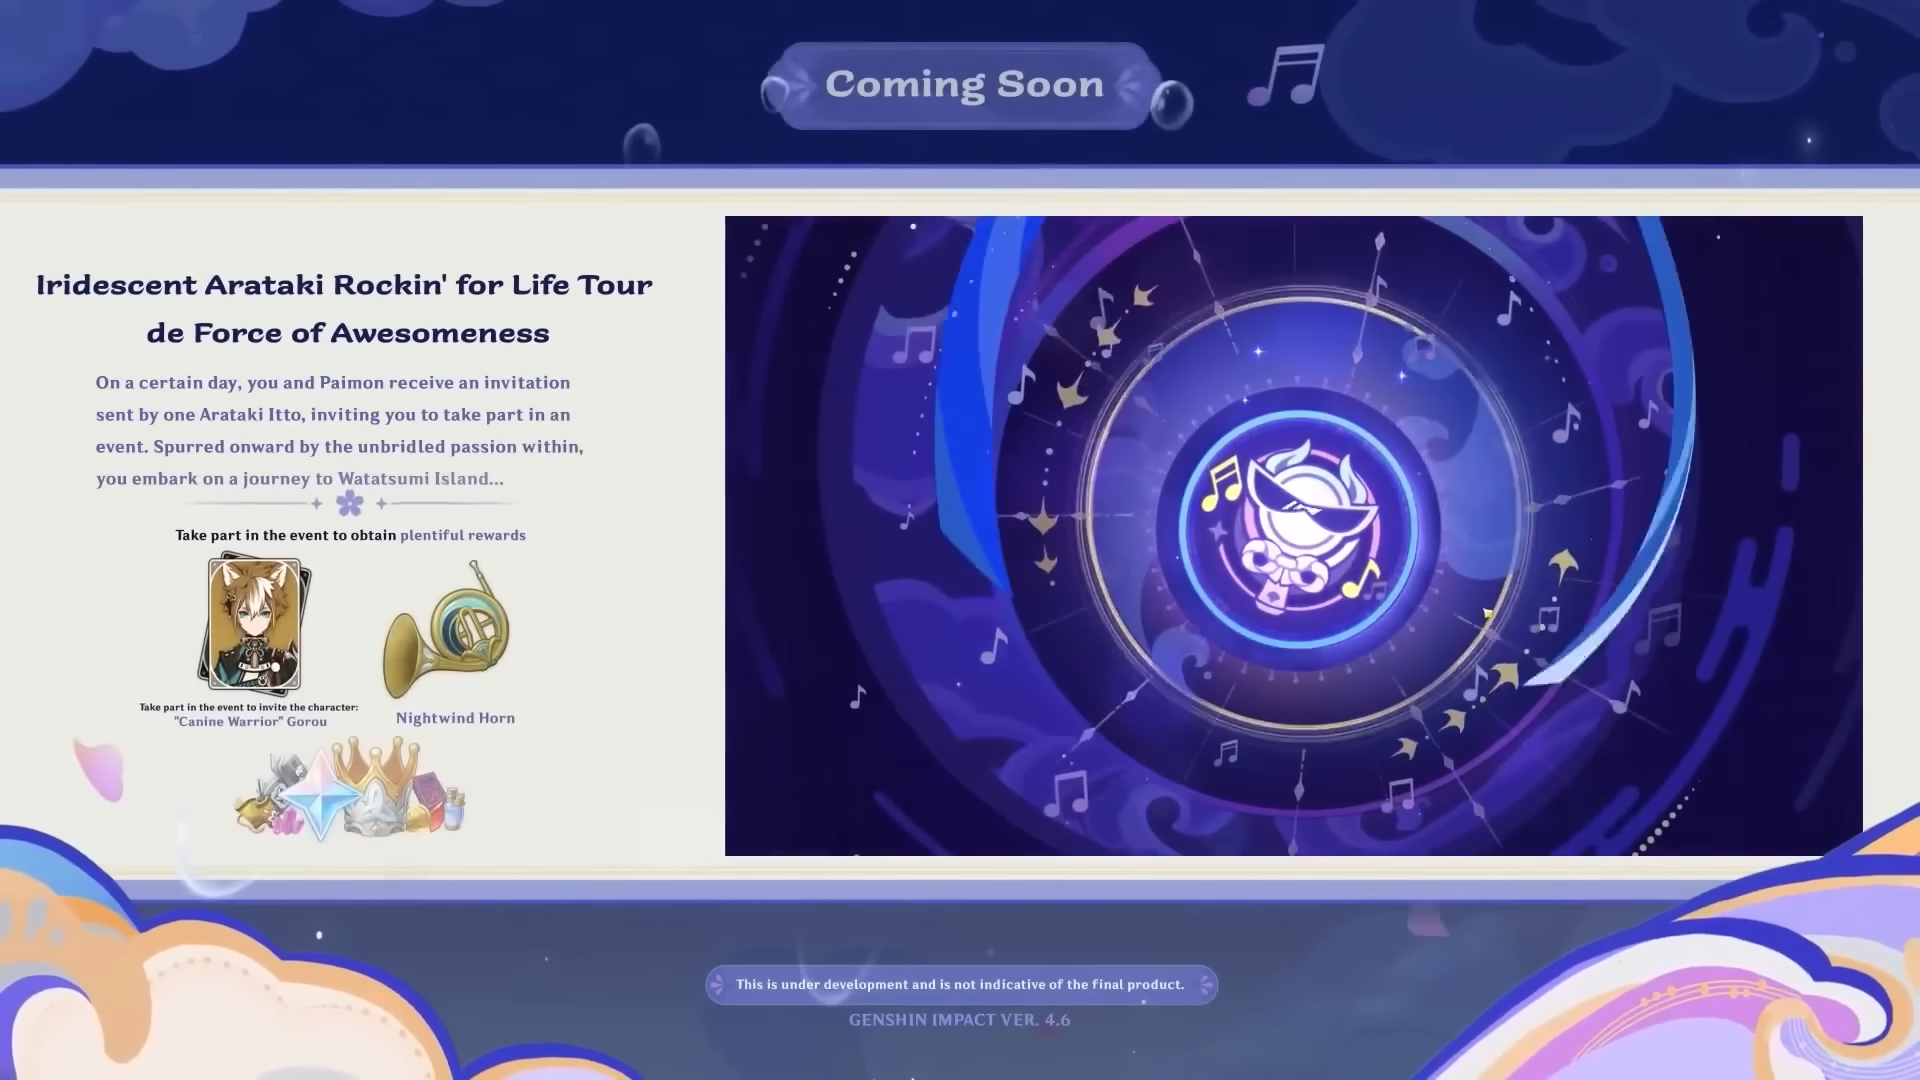 Coming Soon
Iridescent Arataki Rockin' for Life Tour
de Force of Awesomeness
On a certain day, you and Paimon receive an invitation
sent by one Arataki Itto, inviting you to take part in an
event. Spurred onward by the unbridled passion within,
you embark on a journey to Watatsumi Island...
Take part in the event to obtain plentiful rewards
Take part in the event to invite the character:
"Canine Warrior" Gorou
Nightwind Horn
This is under development and is not indicative of the final product.
GENSHIN IMPACT VER. 4.6